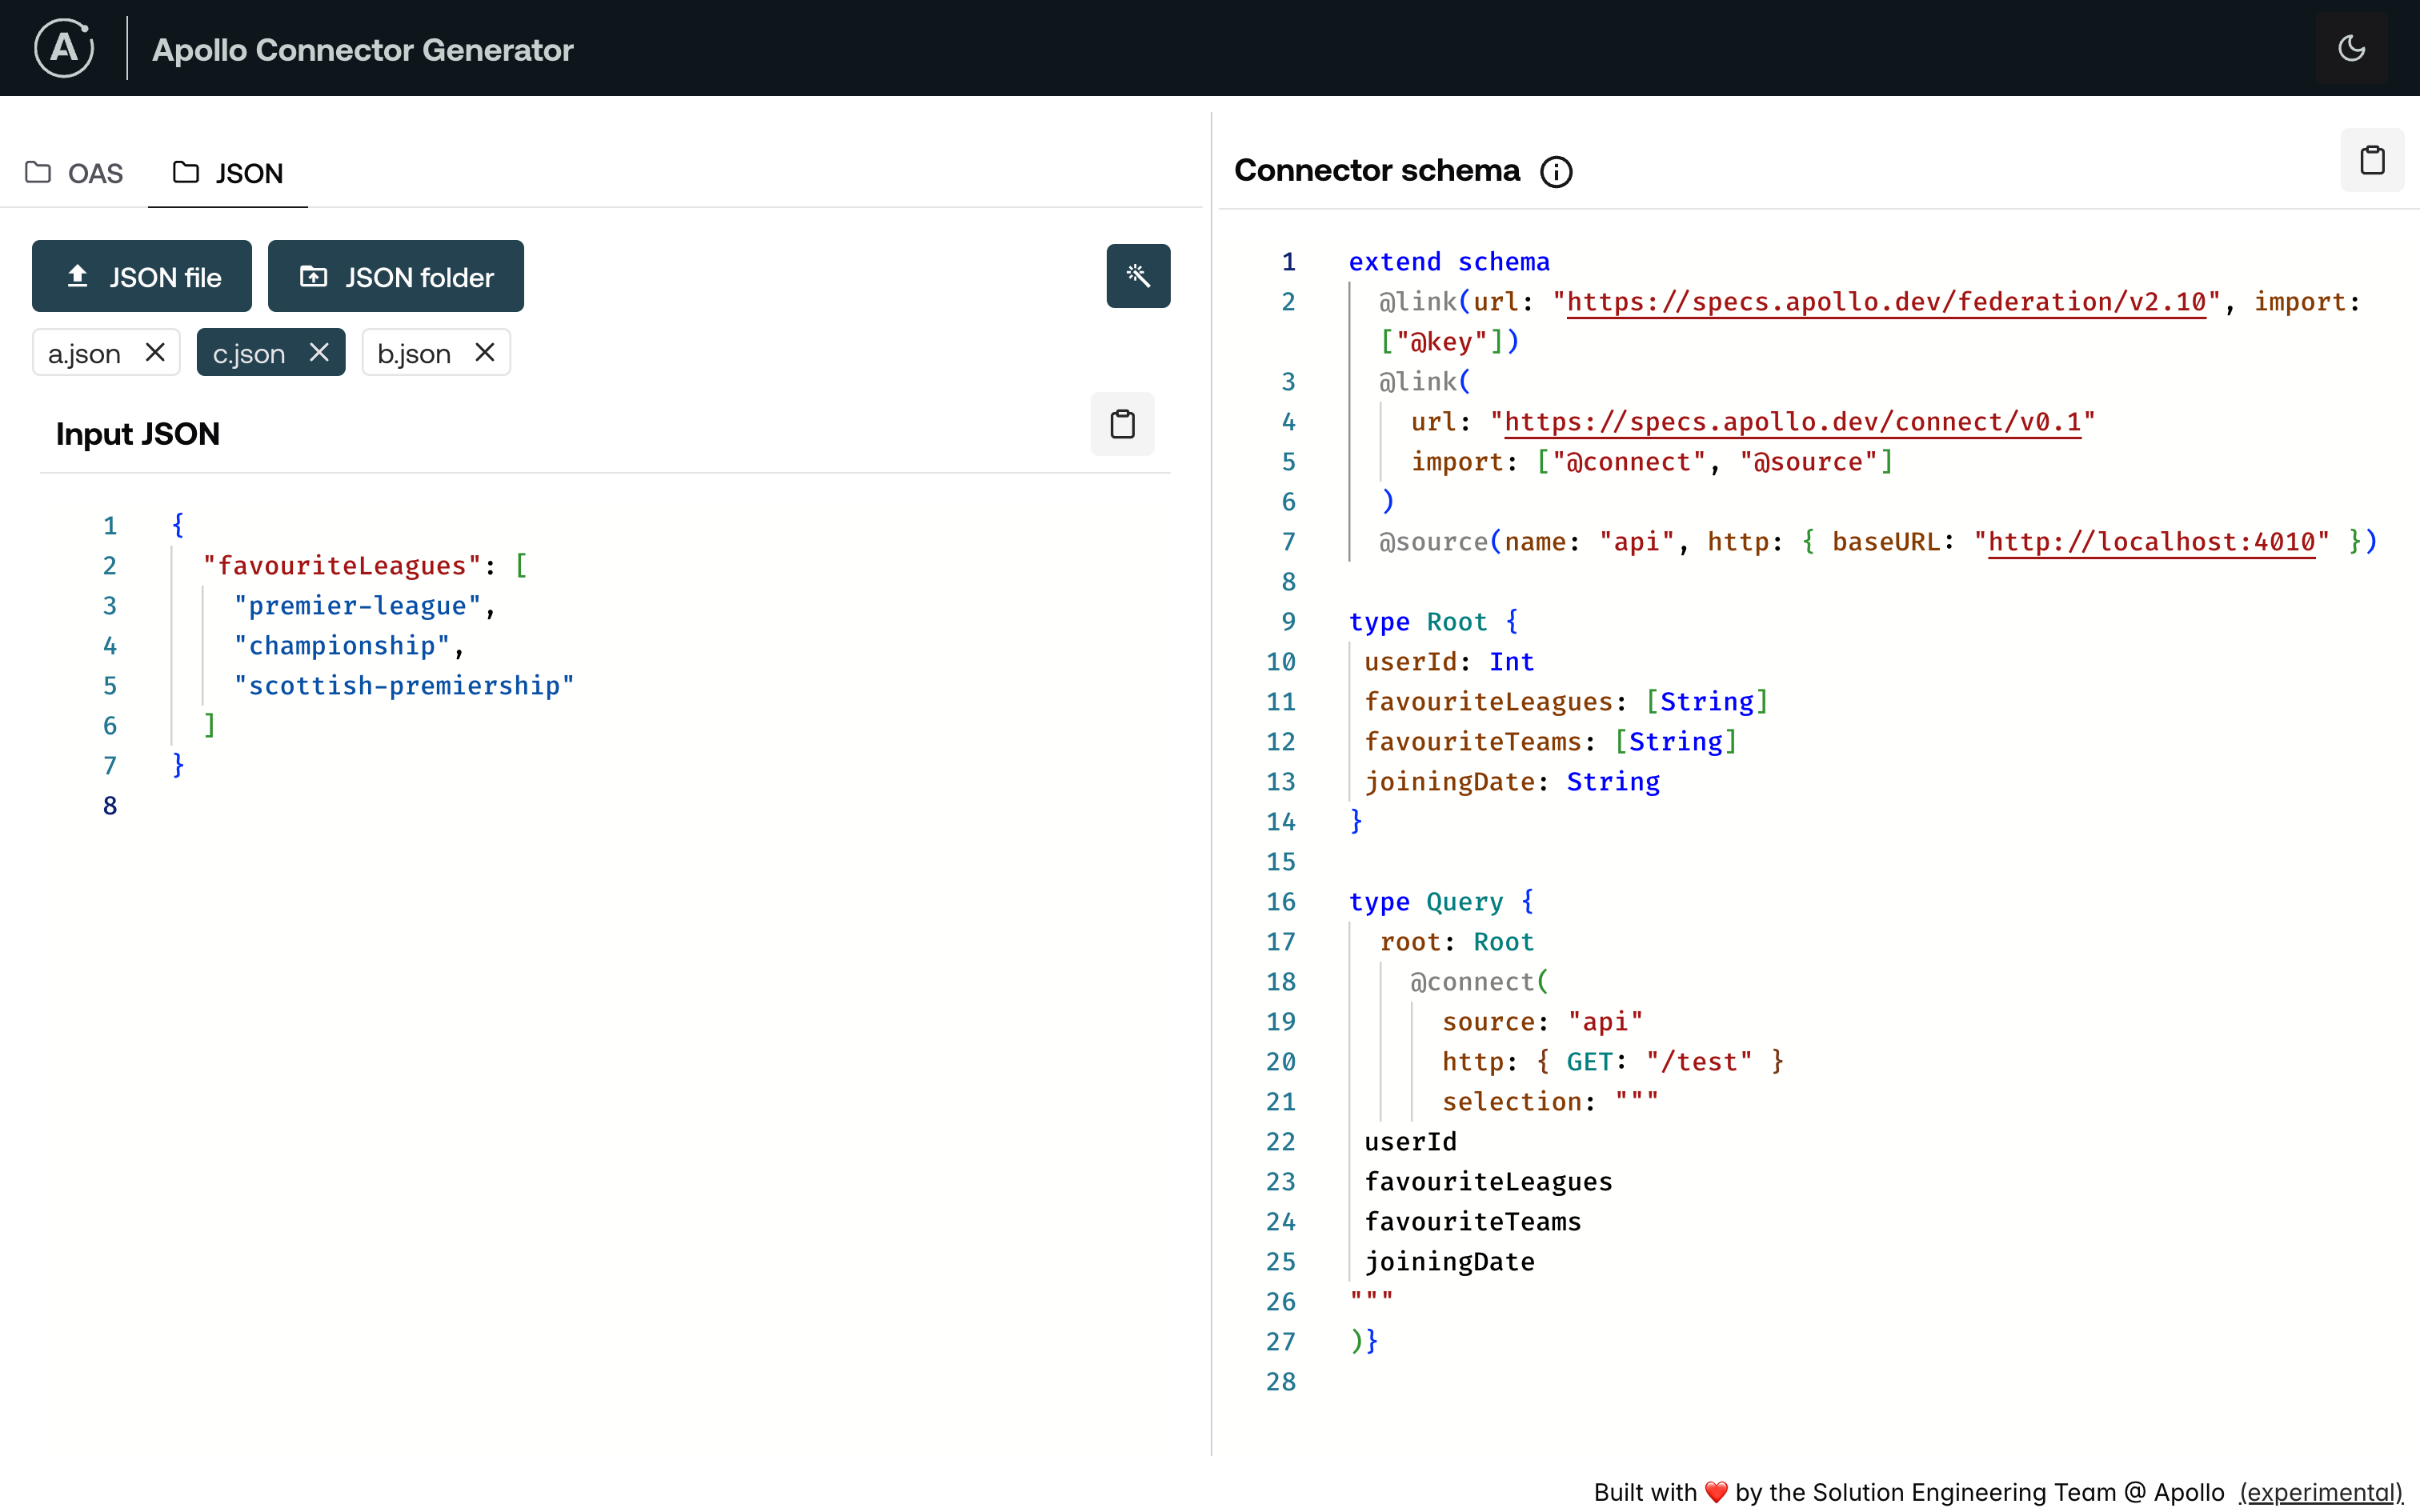 A
Apollo Connector Generator
OAS
JSON
JSON file
JSON folder
a.json
c.json
b.json
Input JSON
1 {
2 "favouriteLeagues": [
3 "premier-league",
4 "championship",
5 "scottish-premiership"
6 ]
7 }
8
Connector schema
1 extend schema
2 @link(url: "https://specs.apollo.dev/federation/v2.10", import:
["@key"])
3 @link(
4 url: "https://specs.apollo.dev/connect/v0.1"
5 import: ["@connect", "@source"]
6 )
7 @source(name: "api", http: { baseURL: "http://localhost:4010" })
8
9 type Root {
10 userId: Int
11 favouriteLeagues: [String]
12 favouriteTeams: [String]
13 joiningDate: String
14 }
15
16 type Query {
17 root: Root
18 @connect(
19 source: "api"
20 http: { GET: "/test" }
21 selection: """
22 userId
23 favouriteLeagues
24 favouriteTeams
25 joiningDate
26 """
27 )}
28
Built with ❤️ by the Solution Engineering Team @ Apollo (experimental)